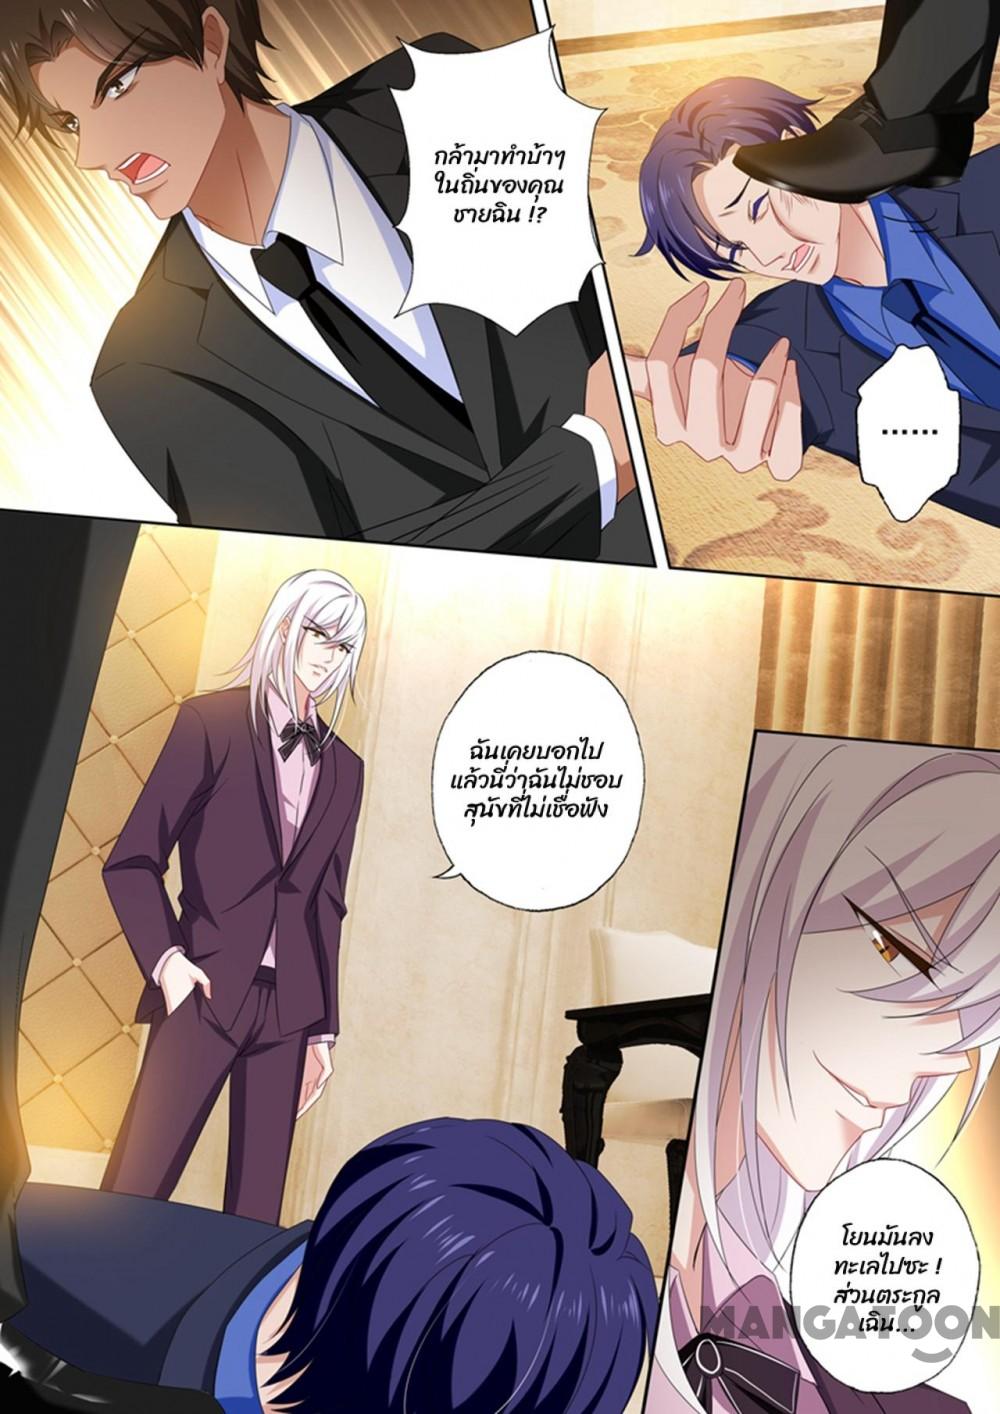 กล้ามาทำบ้าๆ
ในถิ่นของคุณ
ชายฉิน !?
......
ฉันเคยบอกไป
แล้วนี่ว่าฉันไม่ชอบ
สุนัขที่ไม่เชื่อฟัง
โยนมันลง
ทะเลไปซะ !
ส่วนตระกูล
เฉิน...
MANGATOON